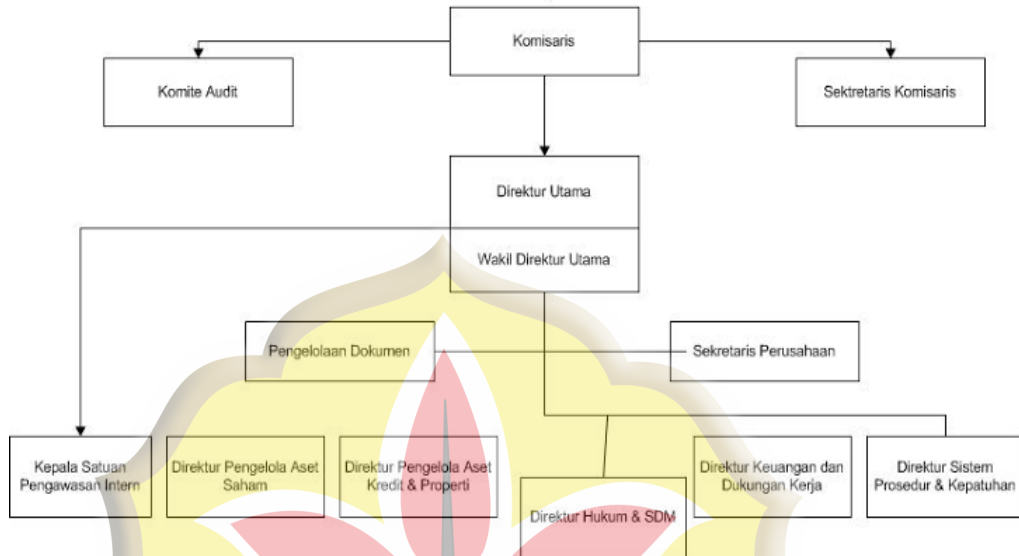 Komisaris
Komite Audit
Sektretaris Komisaris
Direktur Utama
Wakil Direktur Utama
Pengelolaan Dokumen
Sekretaris Perusahaan
Kepala Satuan
Pengawasan Intern
Direktur Pengelola Aset
Saham
Direktur Pengelola Aset
Kredit & Properti
Direktur Hukum & SDM
Direktur Keuangan dan
Dukungan Kerja
Direktur Sistem
Prosedur & Kepatuhan